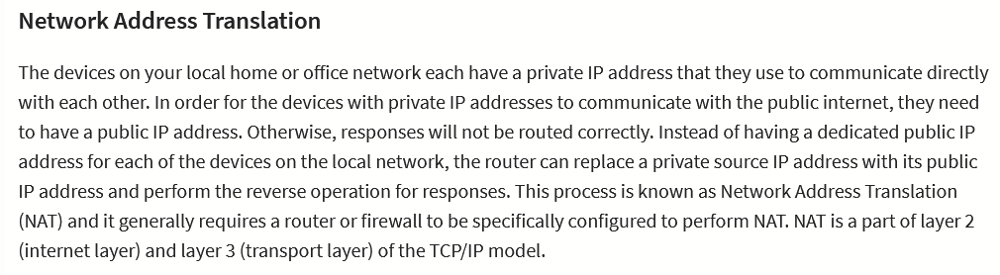 Network Address Translation
The devices on your local home or office network each have a private IP address that they use to communicate directly
with each other. In order for the devices with private IP addresses to communicate with the public internet, they need
to have a public IP address. Otherwise, responses will not be routed correctly. Instead of having a dedicated public IP
address for each of the devices on the local network, the router can replace a private source IP address with its public
IP address and perform the reverse operation for responses. This process is known as Network Address Translation
(NAT) and it generally requires a router or firewall to be specifically configured to perform NAT. NAT is a part of layer 2
(internet layer) and layer 3 (transport layer) of the TCP/IP model.